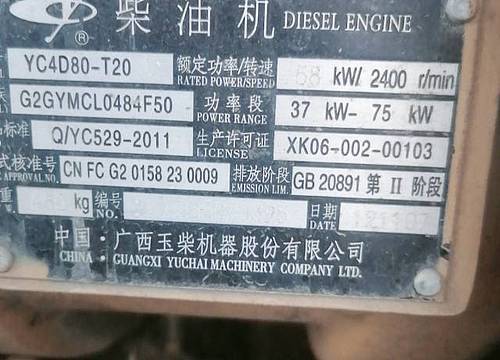 柴油机 DIESEL ENGINE
®
YC4D80-T20 额定功率/转速 68 kW/ 2400 r/min
RATED POWER/SPEED
G2GYMCL0484F50 功率段 37 kW- 75 kW
POWER RANGE
标准 Q/YC529-2011 生产许可证 XK06-002-00103
LICENSE
式核准号 CN FC G2 0158 23 0009 排放阶段 GB 20891 第 II 阶段
APPROVAL NO. EMISSION LIM.
重 kg 编号 日期
NO. DATE
中国·广西玉柴机器股份有限公司
CHINA· GUANGXI YUCHAI MACHINERY COMPANY LTD.